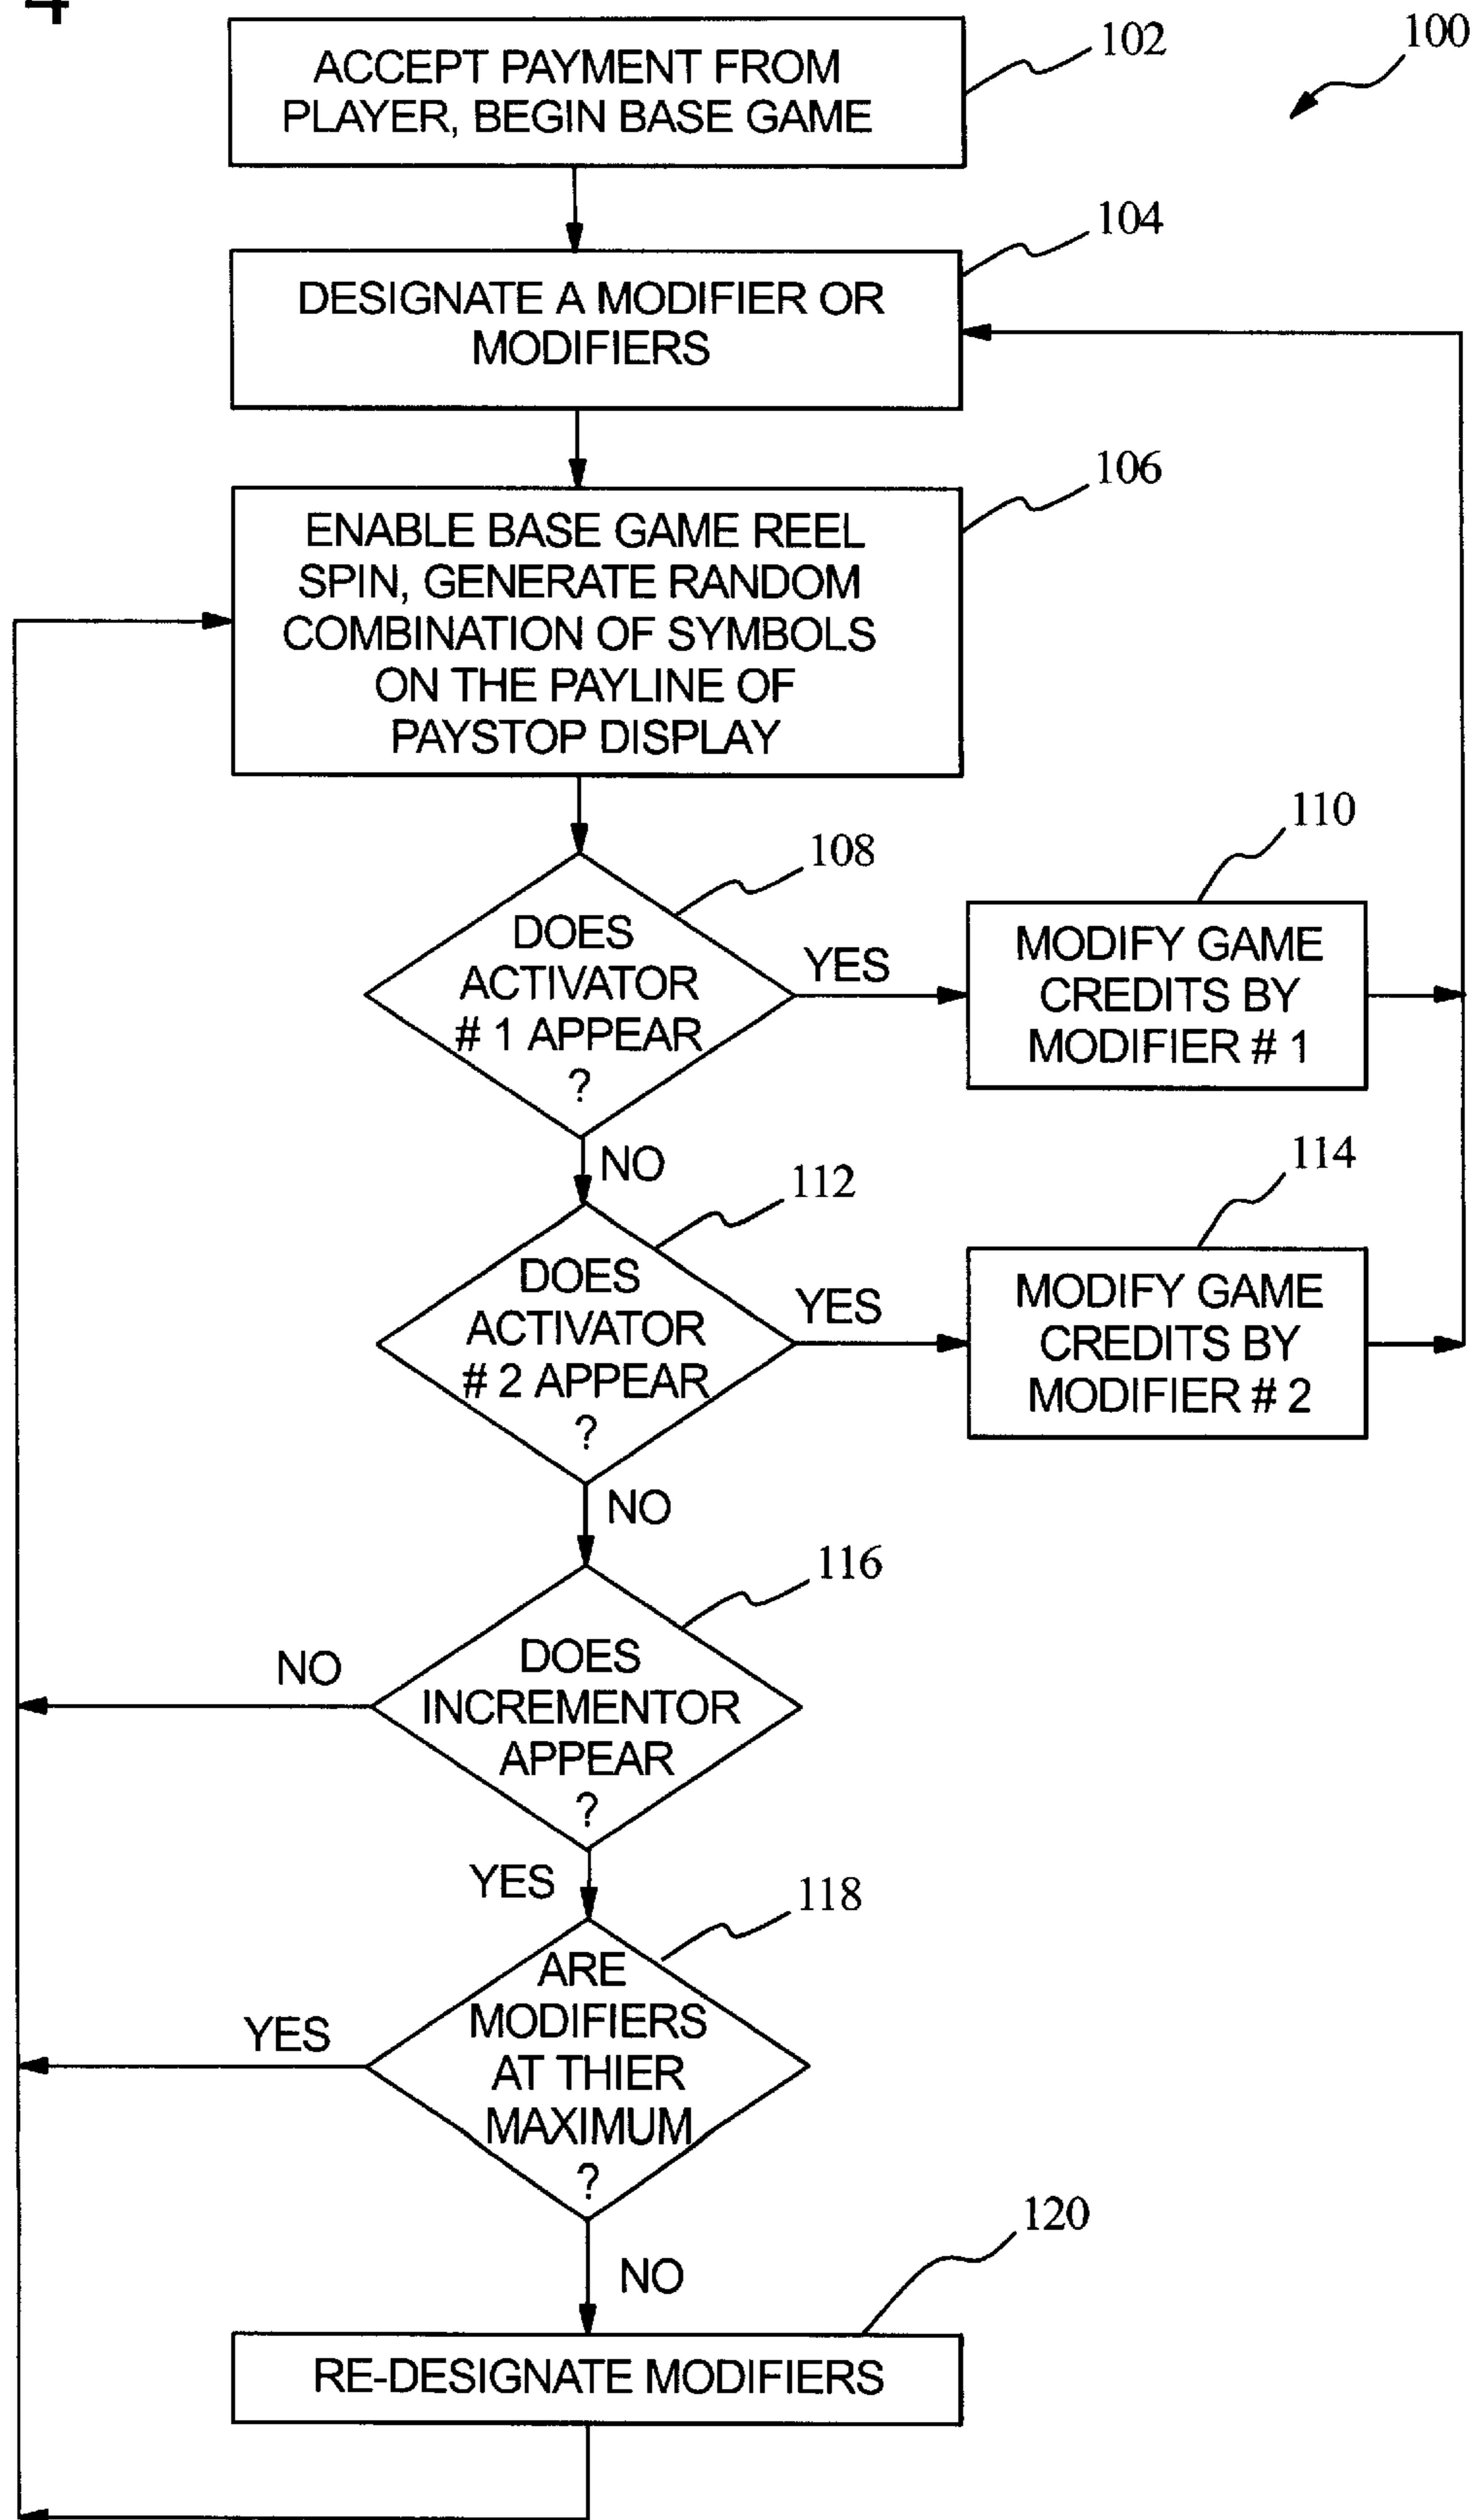 4
100
ACCEPT PAYMENT FROM
PLAYER, BEGIN BASE GAME
102
DESIGNATE A MODIFIER OR
MODIFIERS
104
ENABLE BASE GAME REEL
SPIN, GENERATE RANDOM
COMBINATION OF SYMBOLS
ON THE PAYLINE OF
PAYSTOP DISPLAY
106
DOES
ACTIVATOR
# 1 APPEAR
?
108
YES
MODIFY GAME
CREDITS BY
MODIFIER # 1
110
NO
DOES
ACTIVATOR
# 2 APPEAR
?
112
YES
MODIFY GAME
CREDITS BY
MODIFIER # 2
114
NO
DOES
INCREMENTOR
APPEAR
?
116
NO
YES
ARE
MODIFIERS
AT THIER
MAXIMUM
?
118
YES
NO
RE-DESIGNATE MODIFIERS
120